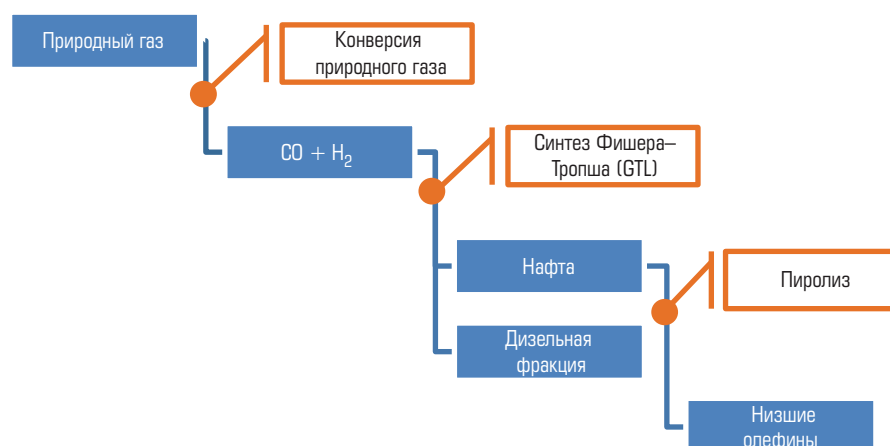 Природный газ
Конверсия
природного газа
CO + H₂
Синтез Фишера–
Тропша (GTL)
Нафта
Пиролиз
Дизельная
фракция
Низшие
олефины